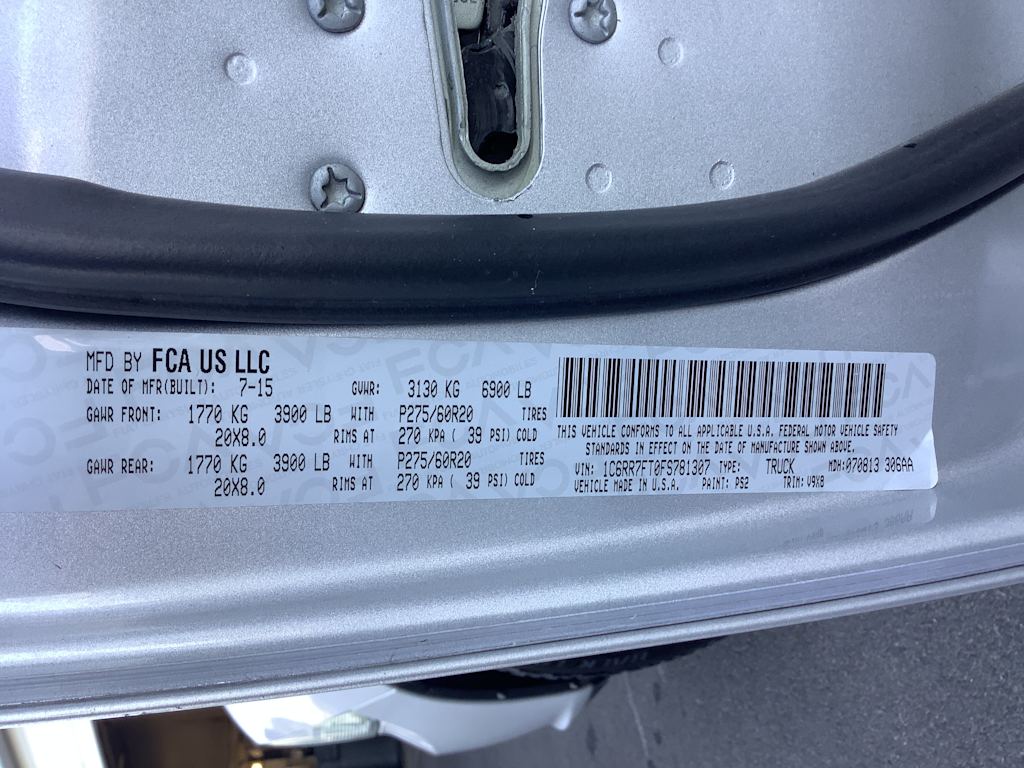 MFD BY FCA US LLC
DATE OF MFR(BUILT): 7-15 GVWR: 3130 KG 6900 LB
GAWR FRONT: 1770 KG 3900 LB WITH P275/60R20 TIRES
20X8.0 RIMS AT 270 KPA ( 39 PSI) COLD
GAWR REAR: 1770 KG 3900 LB WITH P275/60R20 TIRES
20X8.0 RIMS AT 270 KPA ( 39 PSI) COLD
THIS VEHICLE CONFORMS TO ALL APPLICABLE U.S.A. FEDERAL MOTOR VEHICLE SAFETY
STANDARDS IN EFFECT ON THE DATE OF MANUFACTURE SHOWN ABOVE.
VIN: 1C6RR7FT0FS781307 TYPE: TRUCK MDH:070813 306AA
VEHICLE MADE IN U.S.A. PAINT: PS2 TRIM: V9X8